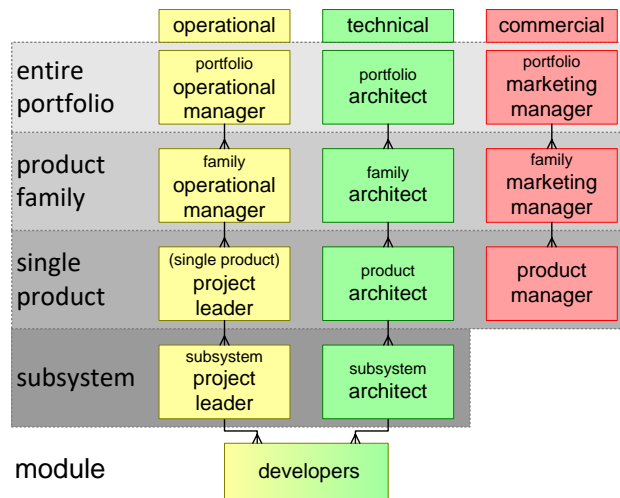 operational
technical
commercial
entire
portfolio
portfolio
operational
manager
portfolio
architect
portfolio
marketing
manager
product
family
family
operational
manager
family
architect
family
marketing
manager
single
product
(single product)
project
leader
product
architect
product
manager
subsystem
subsystem
project
leader
subsystem
architect
module
developers